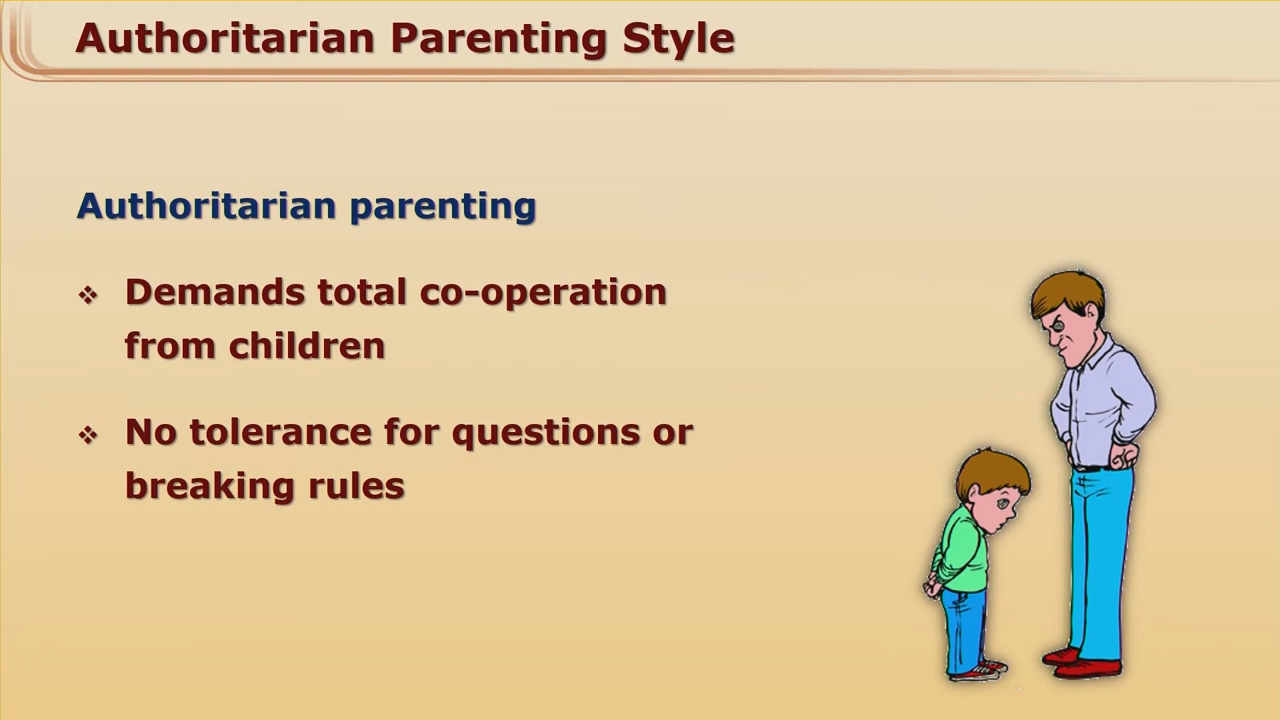 Authoritarian Parenting Style
Authoritarian parenting
❖ Demands total co-operation
from children
❖ No tolerance for questions or
breaking rules